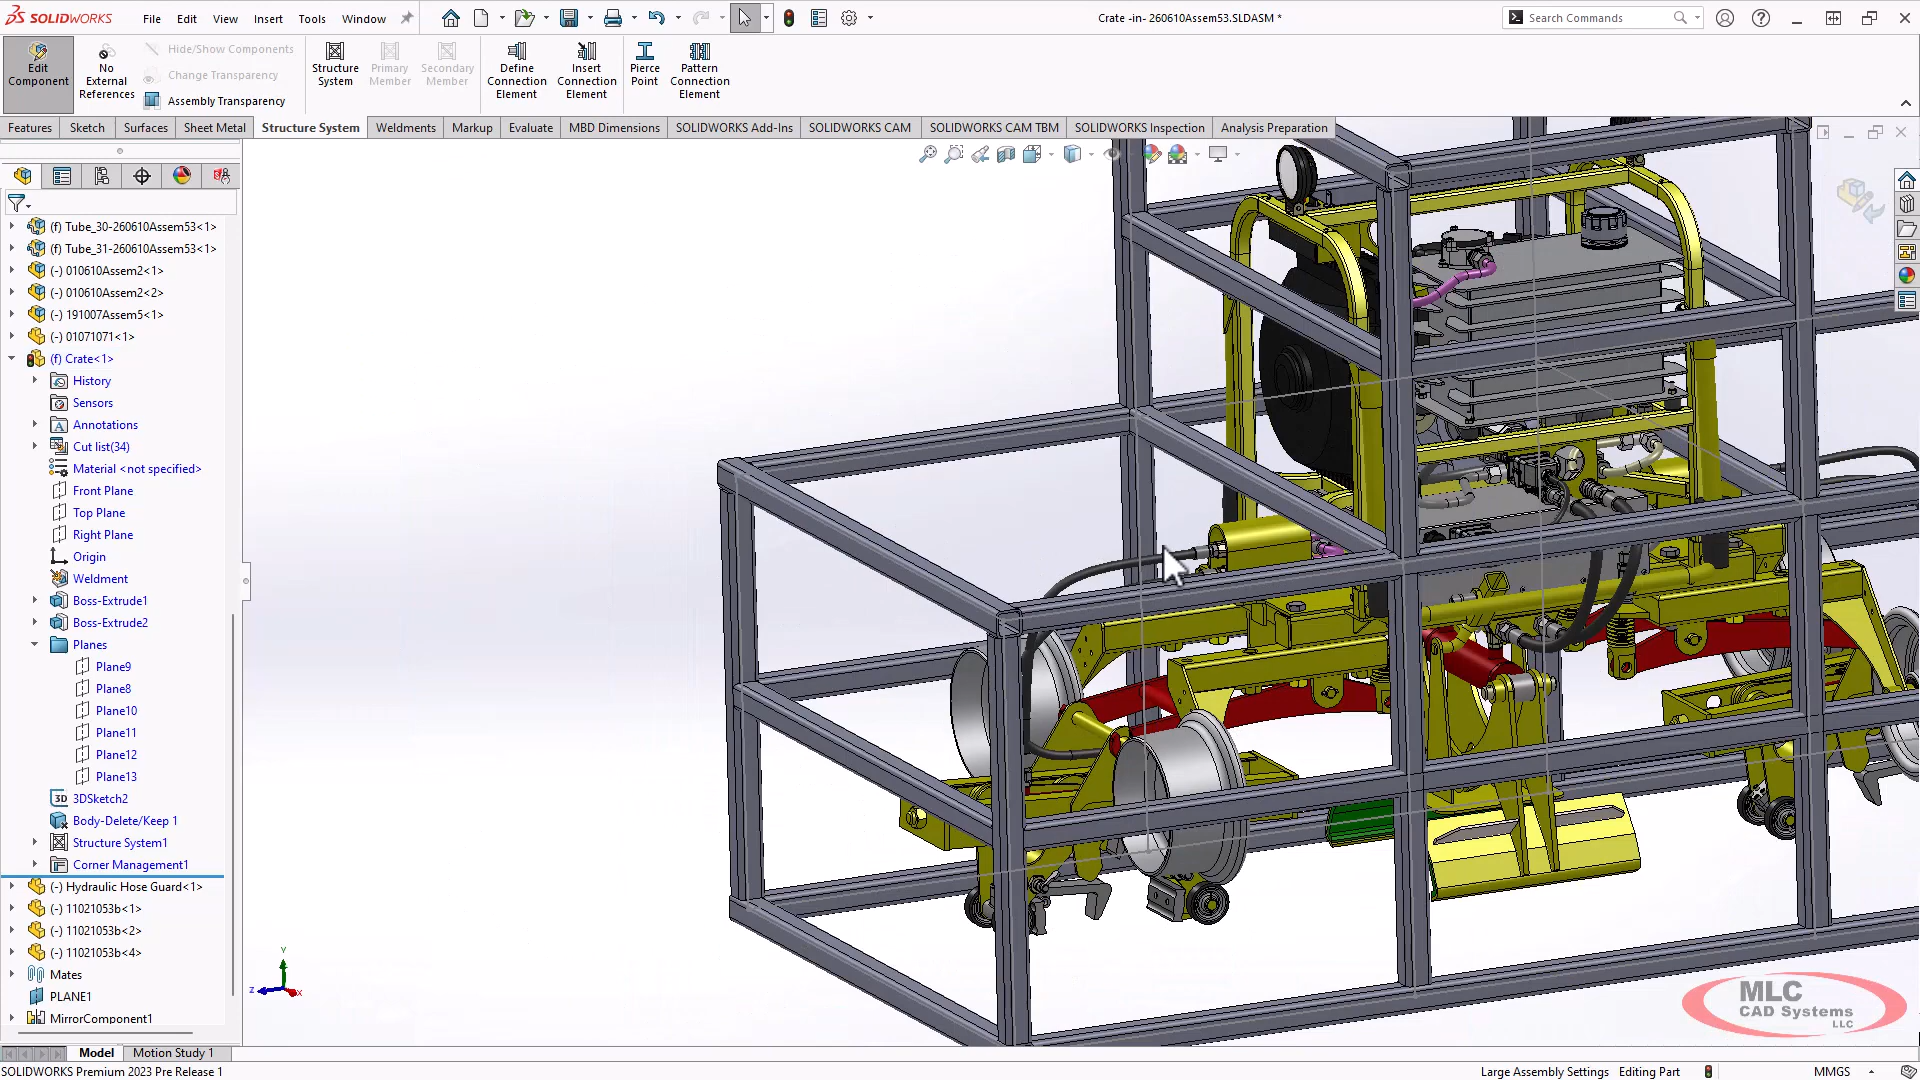 SOLIDWORKS File Edit View Insert Tools Window Crate -in- 260610Assem53.SLDASM * Search Commands
Edit Component
No External References
Hide/Show Components
Change Transparency
Assembly Transparency
Structure System
Primary Member
Secondary Member
Define Connection Element
Insert Connection Element
Pierce Point
Pattern Connection Element
Features Sketch Surfaces Sheet Metal Structure System Weldments Markup Evaluate MBD Dimensions SOLIDWORKS Add-Ins SOLIDWORKS CAM SOLIDWORKS CAM TBM SOLIDWORKS Inspection Analysis Preparation
(f) Tube_30-260610Assem53<1>
(f) Tube_31-260610Assem53<1>
(-) 010610Assem2<1>
(-) 010610Assem2<2>
(-) 191007Assem5<1>
(-) 01071071<1>
(f) Crate<1>
History
Sensors
Annotations
Cut list(34)
Material <not specified>
Front Plane
Top Plane
Right Plane
Origin
Weldment
Boss-Extrude1
Boss-Extrude2
Planes
Plane9
Plane8
Plane10
Plane11
Plane12
Plane13
3DSketch2
Body-Delete/Keep 1
Structure System1
Corner Management1
(-) Hydraulic Hose Guard<1>
(-) 11021053b<1>
(-) 11021053b<2>
(-) 11021053b<4>
Mates
PLANE1
MirrorComponent1
Y
Z
X
MLC
CAD Systems
LLC
Model Motion Study 1
SOLIDWORKS Premium 2023 Pre Release 1 Large Assembly Settings Editing Part MMGS